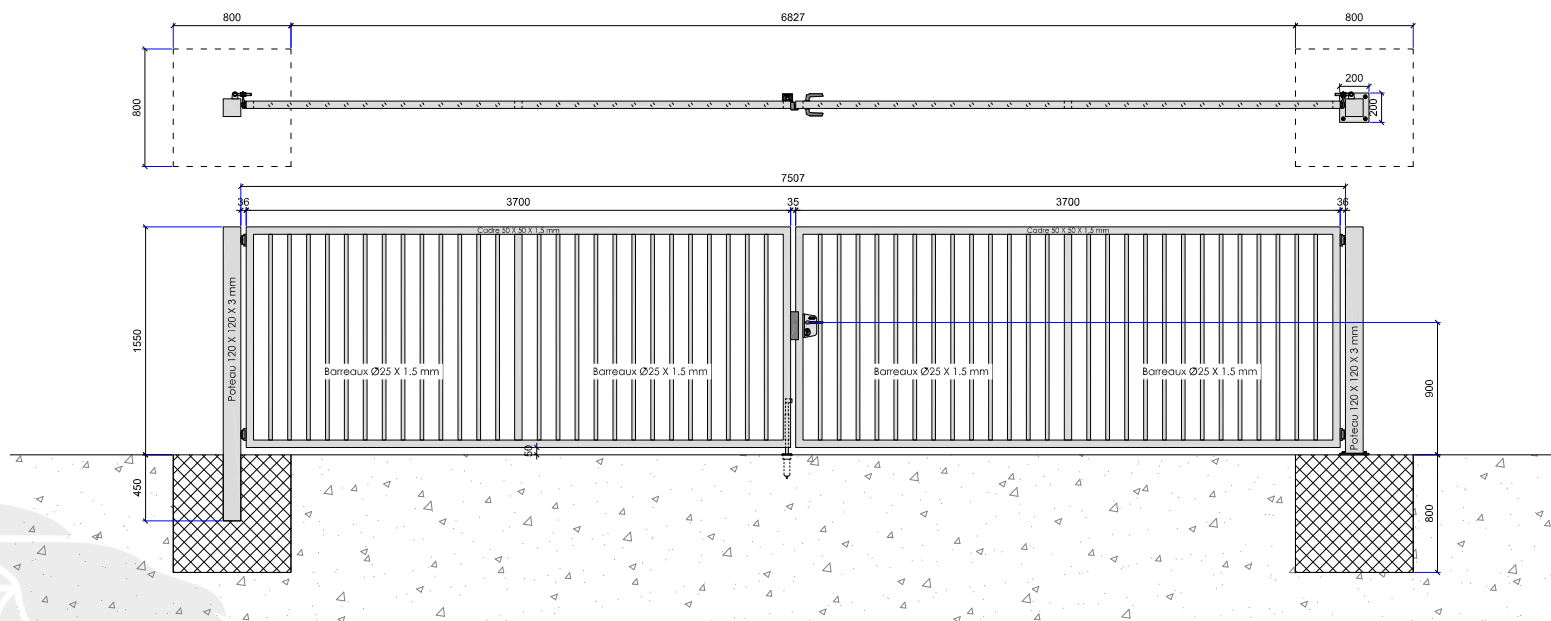 800
6827
800
800
200
200
7507
36
3700
35
3700
36
Cadre 50 X 50 X 1.5 mm
Cadre 50 X 50 X 1.5 mm
1550
Poteau 120 X 120 X 3 mm
Barreaux Ø25 X 1.5 mm
Barreaux Ø25 X 1.5 mm
Barreaux Ø25 X 1.5 mm
Barreaux Ø25 X 1.5 mm
Poteau 120 X 120 X 3 mm
900
50
450
800